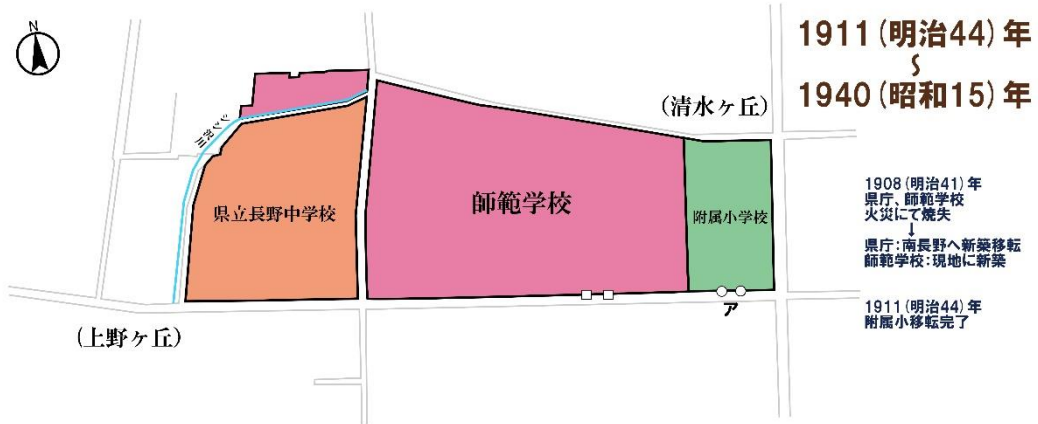 N
1911(明治44)年
〜
1940(昭和15)年
(清水ヶ丘)
県立長野中学校
師範学校
附属小学校
ア
(上野ヶ丘)
1908(明治41)年
県庁、師範学校
火災にて焼失
↓
県庁:南長野へ新築移転
師範学校:現地に新築
1911(明治44)年
附属小移転完了